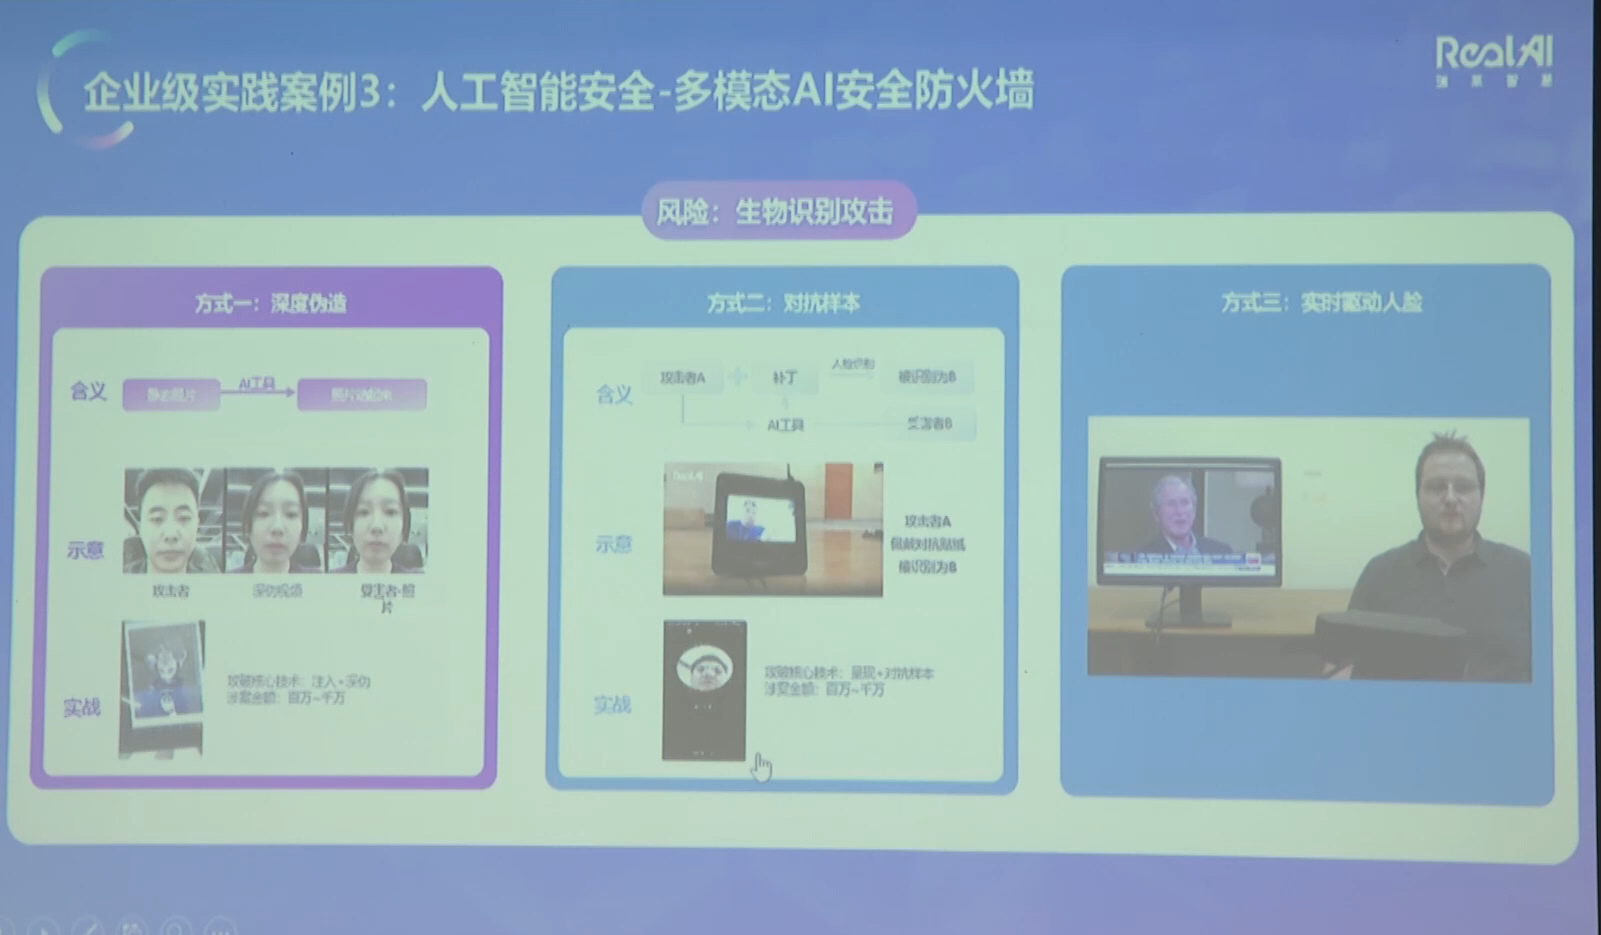 企业级实践案例3：人工智能安全-多模态AI安全防火墙
RealAI
瑞莱智慧
风险：生物识别攻击
方式一：深度伪造
含义
静态照片
AI工具
照片动起来
示意
攻击者
深伪视频
受害者-照
片
实战
攻破核心技术：注入+深伪
涉案金额：百万~千万
方式二：对抗样本
含义
攻击者A
补丁
人脸识别
被识别为B
AI工具
受害者B
示意
RealAI
攻击者A
佩戴对抗贴纸
被识别为B
实战
攻破核心技术：呈现+对抗样本
涉案金额：百万~千万
方式三：实时驱动人脸